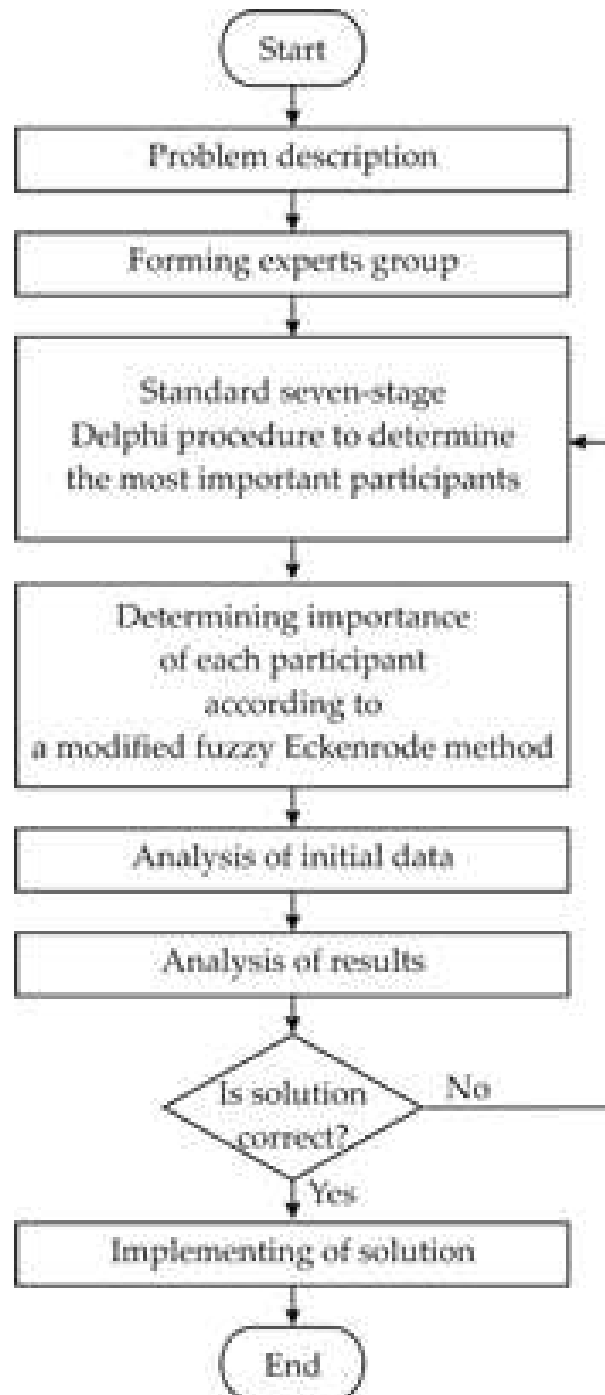 Start
Problem description
Forming experts group
Standard seven-stage
Delphi procedure to determine
the most important participants
Determining importance
of each participant
according to
a modified fuzzy Eckenrode method
Analysis of initial data
Analysis of results
Is solution
correct?
No
Yes
Implementing of solution
End